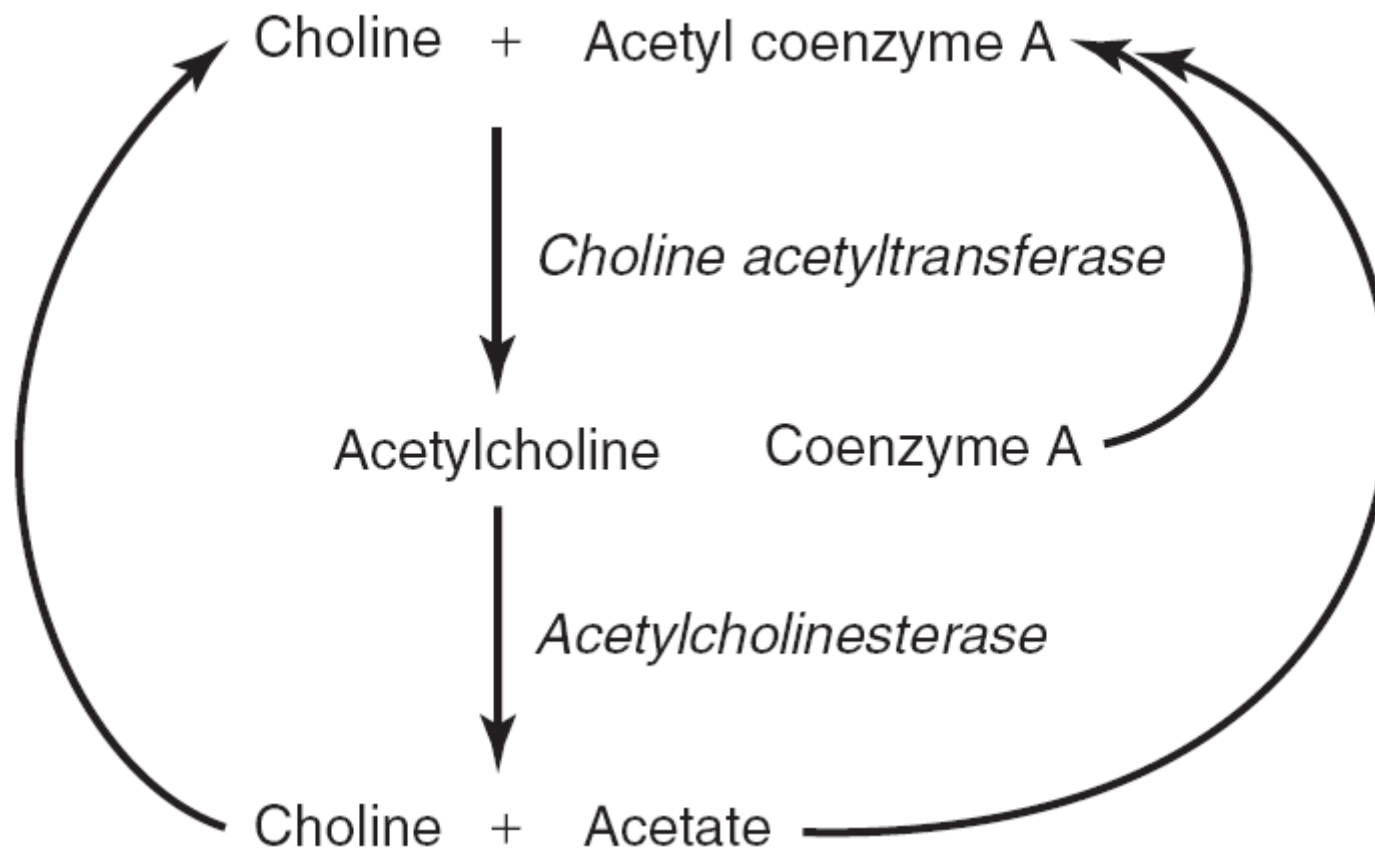 Choline + Acetyl coenzyme A
Choline acetyltransferase
Acetylcholine Coenzyme A
Acetylcholinesterase
Choline + Acetate